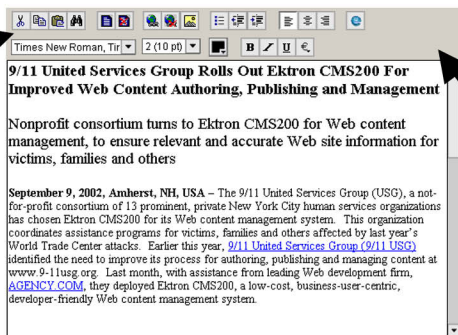 Times New Roman, Tir 2 (10 pt)
B I U €
9/11 United Services Group Rolls Out Ektron CMS200 For
Improved Web Content Authoring, Publishing and Management
Nonprofit consortium turns to Ektron CMS200 for Web content
management, to ensure relevant and accurate Web site information for
victims, families and others
September 9, 2002, Amherst, NH, USA – The 9/11 United Services Group (USG), a not-
for-profit consortium of 13 prominent, private New York City human services organizations
has chosen Ektron CMS200 for its Web content management system. This organization
coordinates assistance programs for victims, families and others affected by last year's
World Trade Center attacks. Earlier this year, 9/11 United Services Group (9/11 USG)
identified the need to improve its process for authoring, publishing and managing content at
www.9-11usg.org. Last month, with assistance from leading Web development firm,
AGENCY.COM, they deployed Ektron CMS200, a low-cost, business-user-centric,
developer-friendly Web content management system.